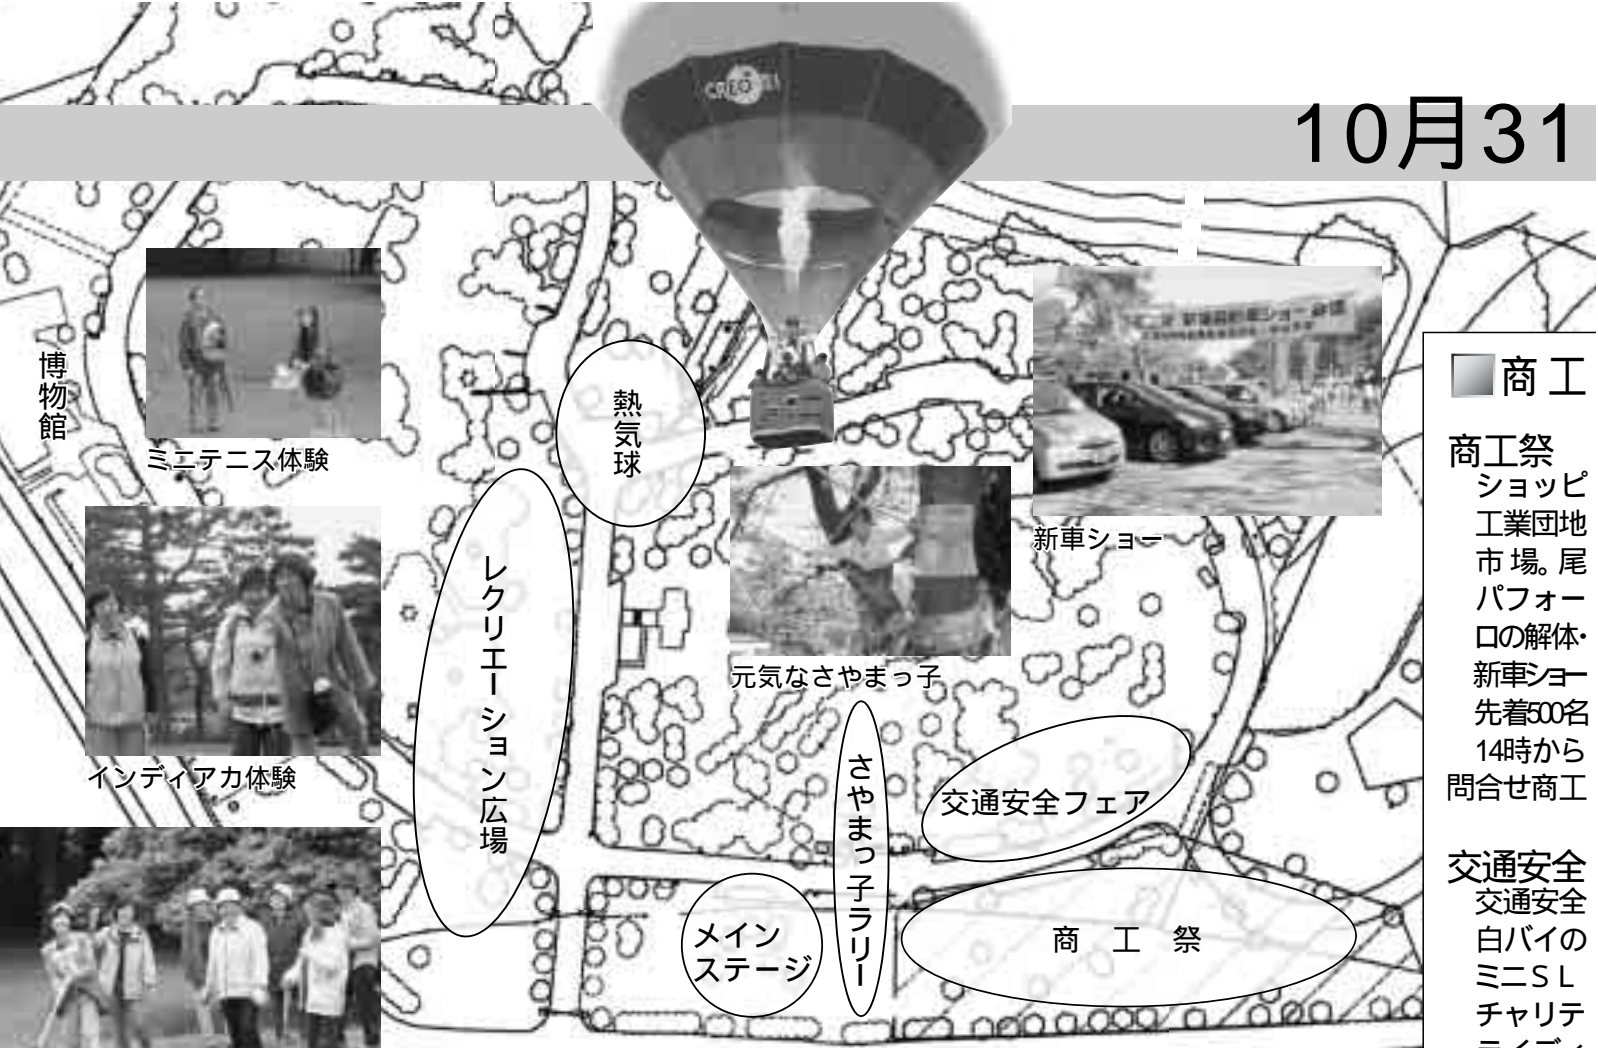 10月31
CREO
博物館
ミニテニス体験
熱気球
新車ショー
インディアカ体験
レクリエーション広場
元気なさやまっ子
さやまっ子ラリー
交通安全フェア
メイン
ステージ
商工祭
商工
商工祭
ショッピ
工業団地
市場。尾
パフォー
ロの解体・
新車ショー
先着500名
14時から
問合せ商工
交通安全
交通安全
白バイの
ミニSL
チャリテ